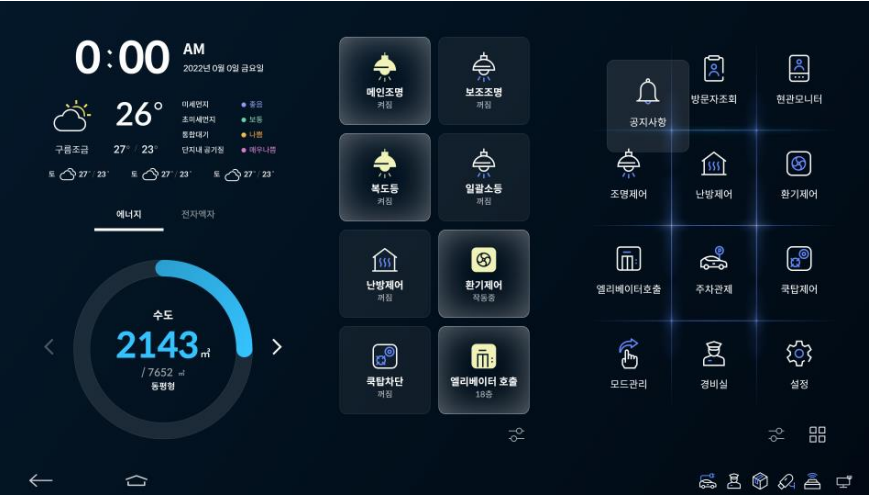 0:00
AM
2022년 0월 0일 금요일
26°
구름조금
27° / 23°
미세먼지 좋음
초미세먼지 보통
통합대기 나쁨
단지내 공기질 매우나쁨
토 27° / 23°
토 27° / 23°
토 27° / 23°
에너지
전자액자
수도
2143㎥
/ 7652 ㎥
동평형
메인조명
켜짐
보조조명
꺼짐
복도등
켜짐
일괄소등
꺼짐
난방제어
꺼짐
환기제어
작동중
쿡탑차단
꺼짐
엘리베이터 호출
18층
공지사항
방문자조회
현관모니터
조명제어
난방제어
환기제어
엘리베이터호출
주차관제
쿡탑제어
모드관리
경비실
설정